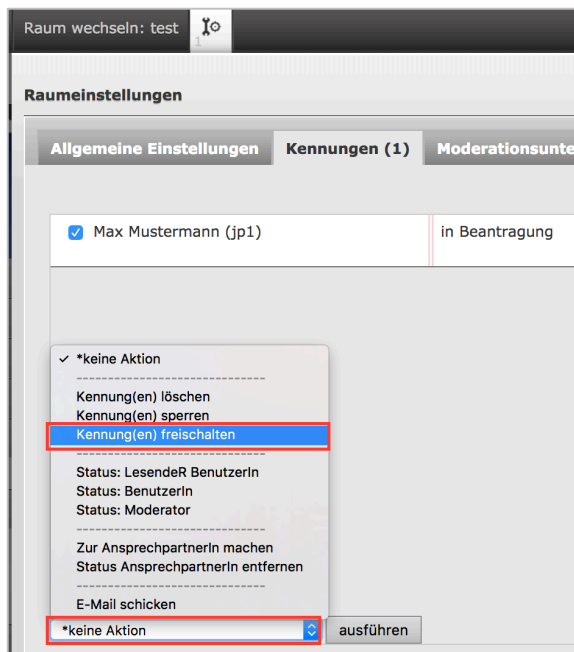 Raum wechseln: test
1
Raumeinstellungen
Allgemeine Einstellungen Kennungen (1) Moderationsunte
Max Mustermann (jp1) in Beantragung
*keine Aktion
------------------------------
Kennung(en) löschen
Kennung(en) sperren
Kennung(en) freischalten
------------------------------
Status: LesendeR BenutzerIn
Status: BenutzerIn
Status: Moderator
------------------------------
Zur AnsprechpartnerIn machen
Status AnsprechpartnerIn entfernen
------------------------------
E-Mail schicken
*keine Aktion ausführen